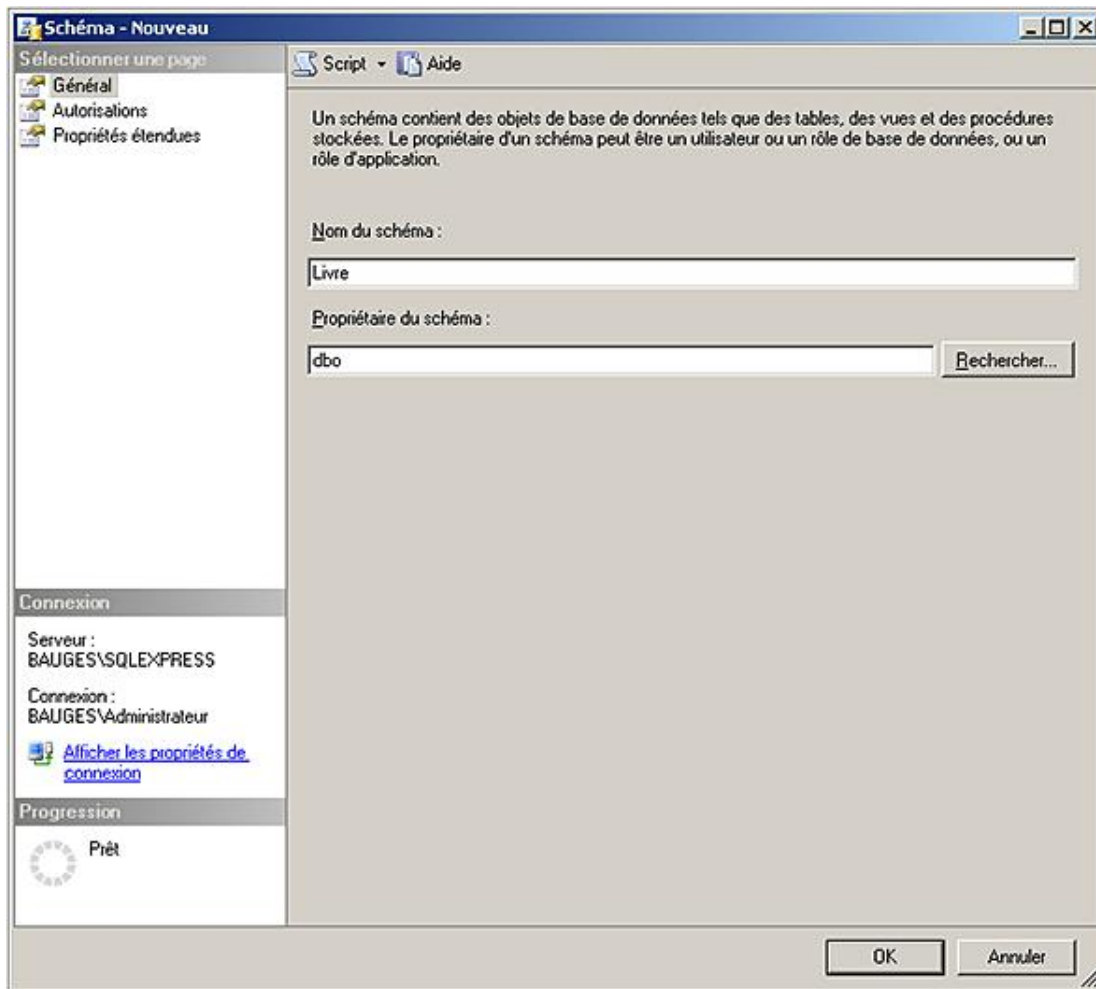 Schéma - Nouveau
Sélectionner une page
Général
Autorisations
Propriétés étendues
Script
Aide
Un schéma contient des objets de base de données tels que des tables, des vues et des procédures
stockées. Le propriétaire d'un schéma peut être un utilisateur ou un rôle de base de données, ou un
rôle d'application.
Nom du schéma :
Livre
Propriétaire du schéma :
dbo
Rechercher...
Connexion
Serveur :
BAUGES\SQLEXPRESS
Connexion :
BAUGES\Administrateur
Afficher les propriétés de
connexion
Progression
Prêt
OK
Annuler